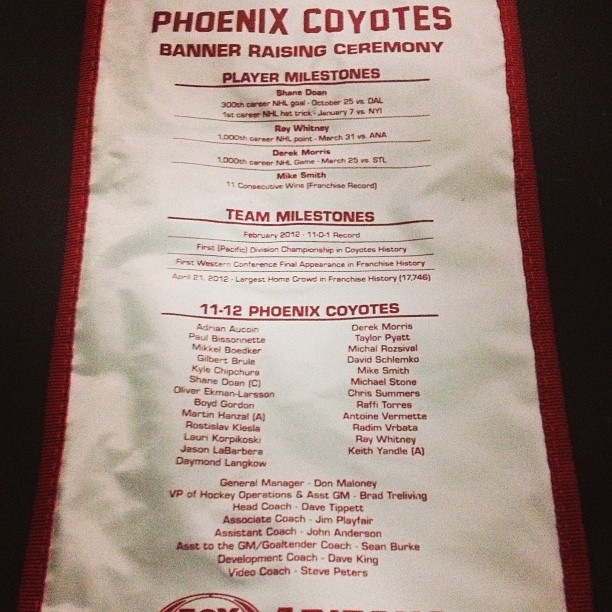 PHOENIX COYOTES
BANNER RAISING CEREMONY
PLAYER MILESTONES
Shane Doan
300th career NHL goal - October 25 vs. DAL
1st career NHL hat trick - January 7 vs. NYI
Ray Whitney
1,000th career NHL point - March 31 vs. ANA
Derek Morris
1,000th career NHL Game - March 25 vs. STL
Mike Smith
11 Consecutive Wins (Franchise Record)
TEAM MILESTONES
February 2012 - 11-0-1 Record
First (Pacific) Division Championship in Coyotes History
First Western Conference Final Appearance in Franchise History
April 21, 2012 - Largest Home Crowd in Franchise History (17,746)
11-12 PHOENIX COYOTES
Adrian Aucoin
Paul Bissonnette
Mikkel Boedker
Gilbert Brule
Kyle Chipchura
Shane Doan (C)
Oliver Ekman-Larsson
Boyd Gordon
Martin Hanzal (A)
Rostislav Klesla
Lauri Korpikoski
Jason LaBarbera
Daymond Langkow
Derek Morris
Taylor Pyatt
Michal Rozsival
David Schlemko
Mike Smith
Michael Stone
Chris Summers
Raffi Torres
Antoine Vermette
Radim Vrbata
Ray Whitney
Keith Yandle (A)
General Manager - Don Maloney
VP of Hockey Operations & Asst GM - Brad Treliving
Head Coach - Dave Tippett
Associate Coach - Jim Playfair
Assistant Coach - John Anderson
Asst to the GM/Goaltender Coach - Sean Burke
Development Coach - Dave King
Video Coach - Steve Peters
FOX ARIZONA